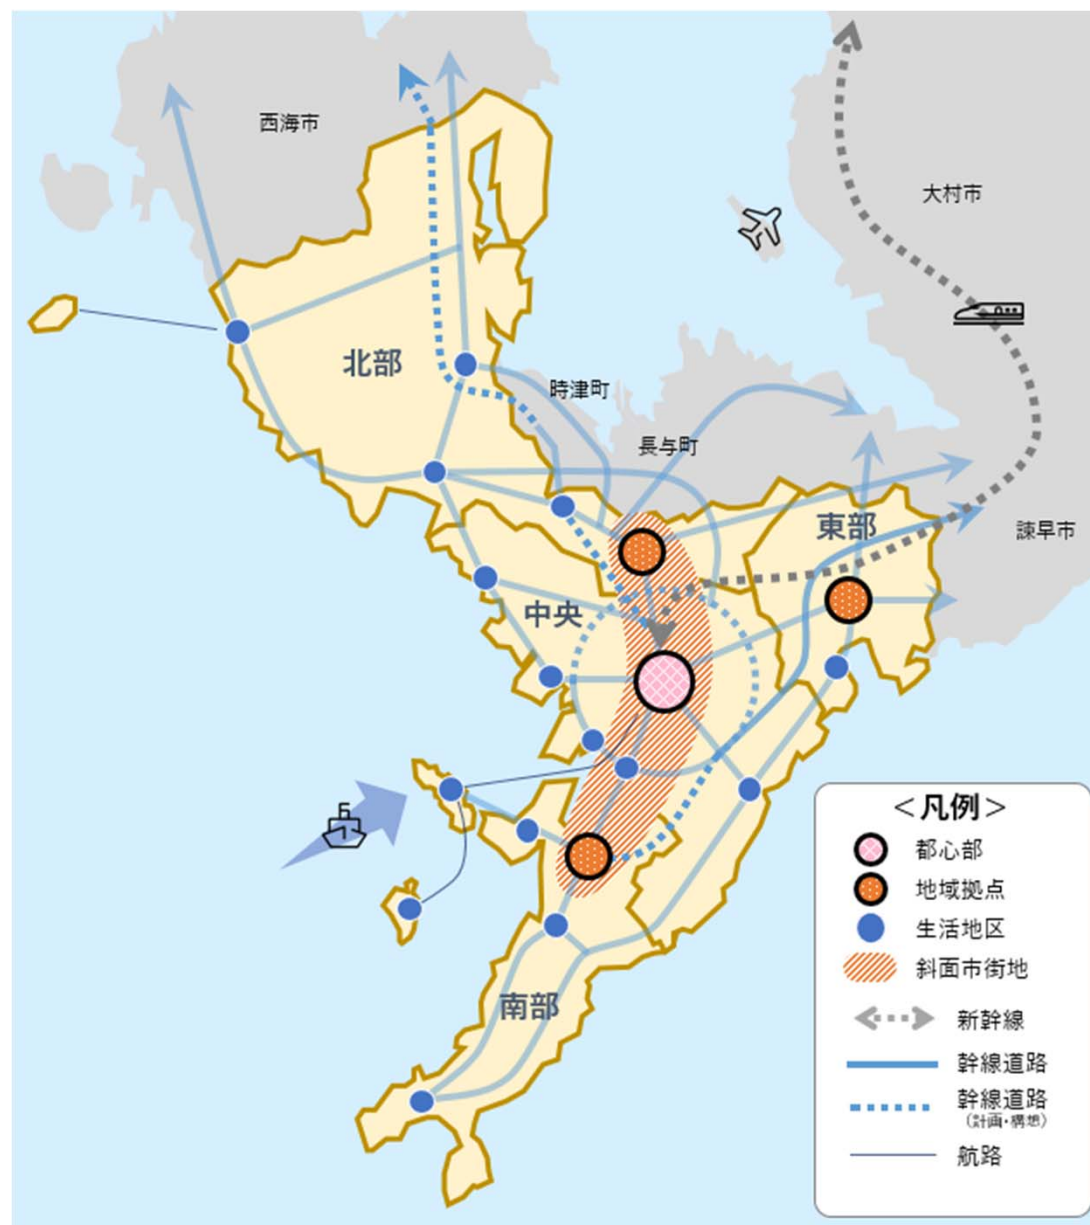 西海市
大村市
北部
時津町
長与町
東部
諫早市
中央
南部
＜凡例＞
都心部
地域拠点
生活地区
斜面市街地
新幹線
幹線道路
幹線道路
（計画・構想）
航路